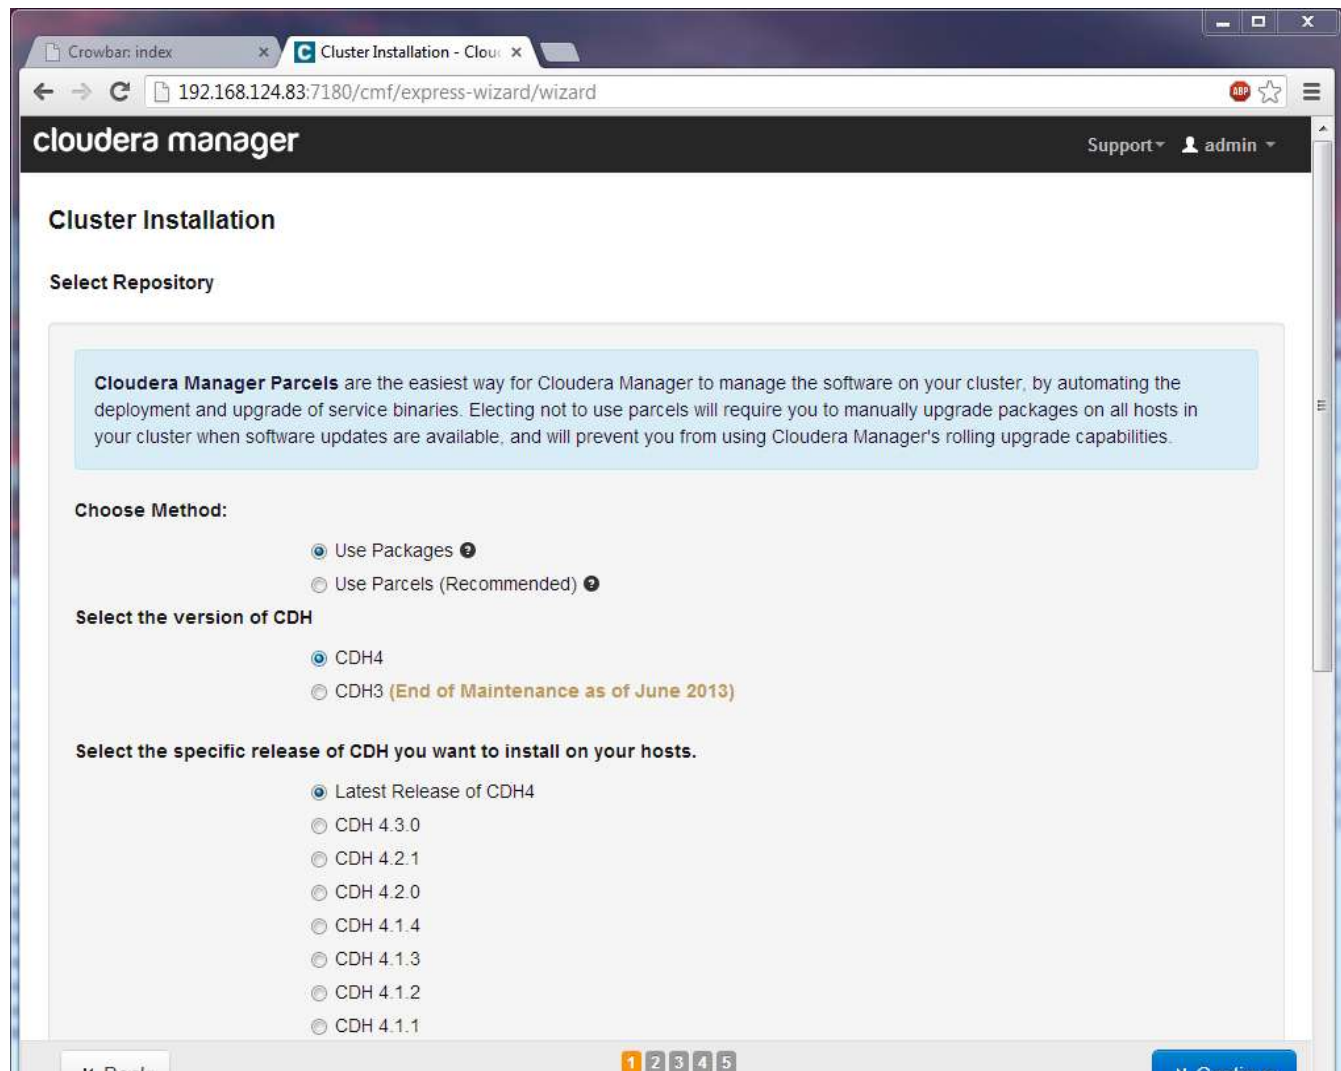 Crowbar: index
Cluster Installation - Clou
192.168.124.83:7180/cmf/express-wizard/wizard
ABP
cloudera manager
Support
admin
Cluster Installation
Select Repository
Cloudera Manager Parcels are the easiest way for Cloudera Manager to manage the software on your cluster, by automating the
deployment and upgrade of service binaries. Electing not to use parcels will require you to manually upgrade packages on all hosts in
your cluster when software updates are available, and will prevent you from using Cloudera Manager's rolling upgrade capabilities.
Choose Method:
Use Packages
Use Parcels (Recommended)
Select the version of CDH
CDH4
CDH3 (End of Maintenance as of June 2013)
Select the specific release of CDH you want to install on your hosts.
Latest Release of CDH4
CDH 4.3.0
CDH 4.2.1
CDH 4.2.0
CDH 4.1.4
CDH 4.1.3
CDH 4.1.2
CDH 4.1.1
1 2 3 4 5